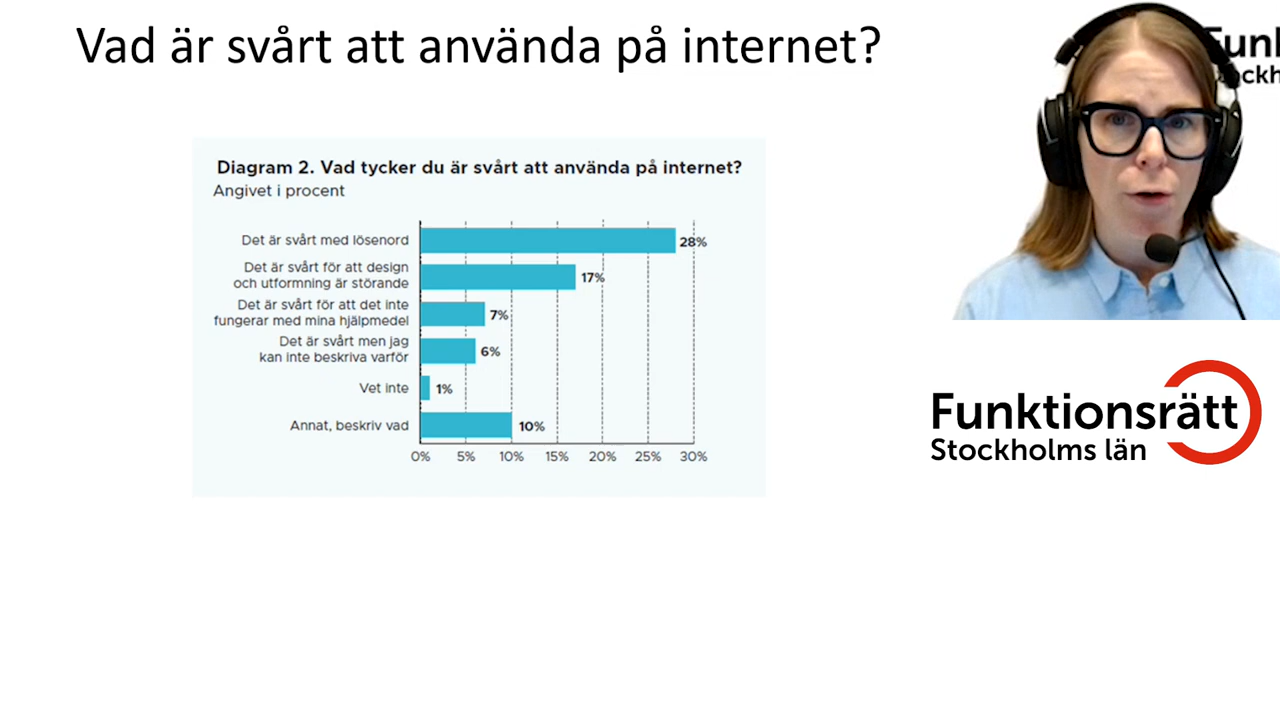 Vad är svårt att använda på internet?
Diagram 2. Vad tycker du är svårt att använda på internet?
Angivet i procent
Det är svårt med lösenord
28%
Det är svårt för att design
och utformning är störande
17%
Det är svårt för att det inte
fungerar med mina hjälpmedel
7%
Det är svårt men jag
kan inte beskriva varför
6%
Vet inte
1%
Annat, beskriv vad
10%
0% 5% 10% 15% 20% 25% 30%
Funktionsrätt
Stockholms län